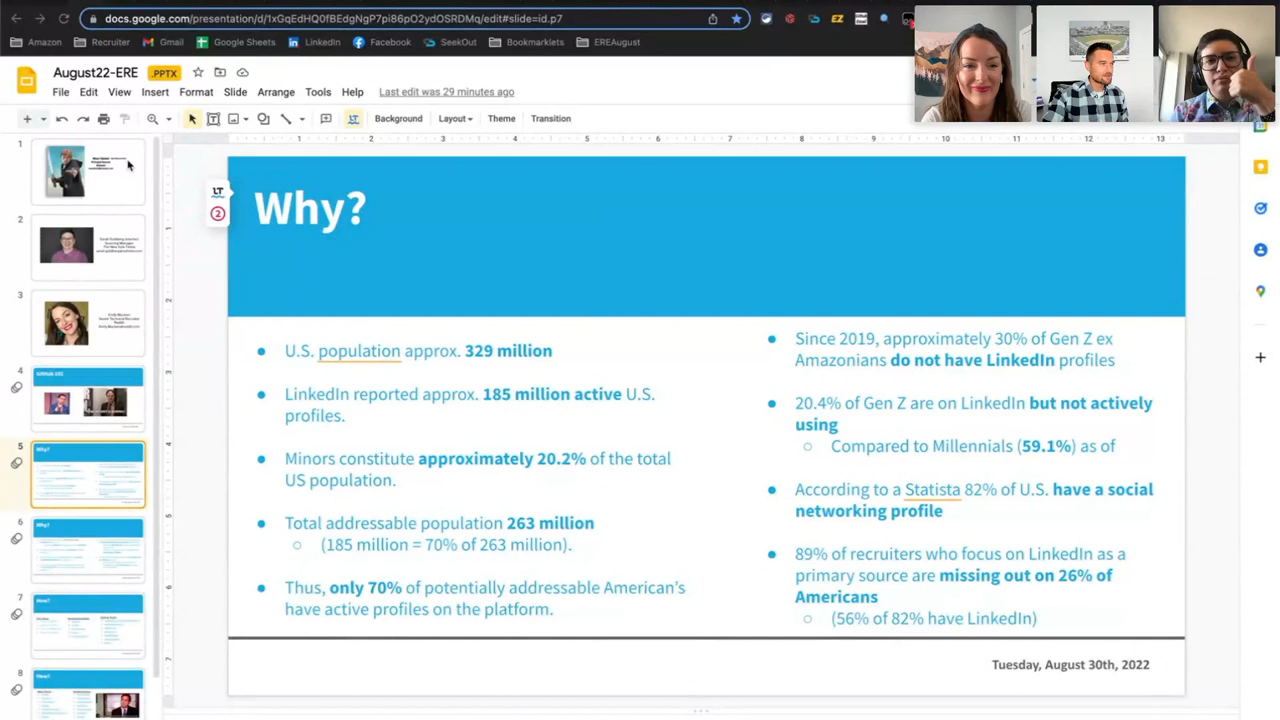 docs.google.com/presentation/d/1xGqEdHQ0fBEdgNgP7pi86pO2ydOSRDMq/edit#slide=id.p7
Amazon
Recruiter
Gmail
Google Sheets
LinkedIn
Facebook
SeekOut
Bookmarklets
EREAugust
August22-ERE
.PPTX
File
Edit
View
Insert
Format
Slide
Arrange
Tools
Help
Last edit was 29 minutes ago
Background
Layout
Theme
Transition
1
2
3
4
5
6
7
8
Why?
U.S. population approx. 329 million
LinkedIn reported approx. 185 million active U.S.
profiles.
Minors constitute approximately 20.2% of the total
US population.
Total addressable population 263 million
(185 million = 70% of 263 million).
Thus, only 70% of potentially addressable American's
have active profiles on the platform.
Since 2019, approximately 30% of Gen Z ex
Amazonians do not have LinkedIn profiles
20.4% of Gen Z are on LinkedIn but not actively
using
Compared to Millennials (59.1%) as of
According to a Statista 82% of U.S. have a social
networking profile
89% of recruiters who focus on LinkedIn as a
primary source are missing out on 26% of
Americans
(56% of 82% have LinkedIn)
Tuesday, August 30th, 2022